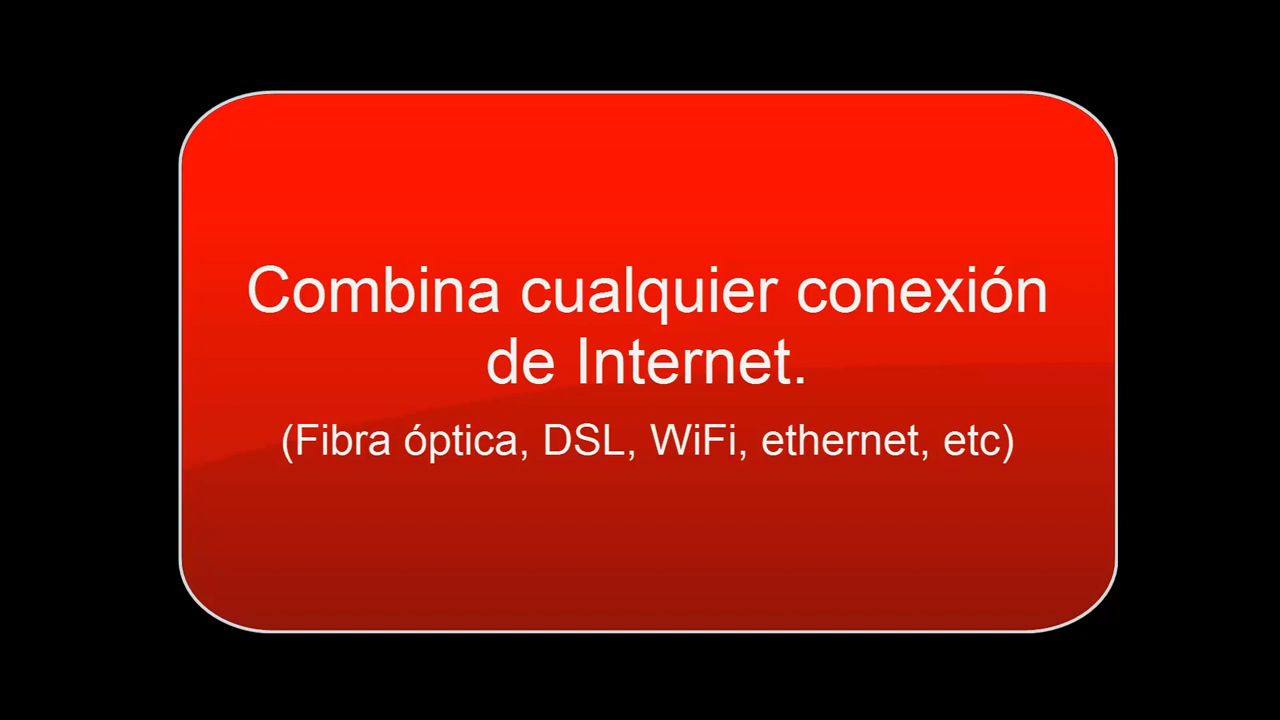 Combina cualquier conexión
de Internet.
(Fibra óptica, DSL, WiFi, ethernet, etc)